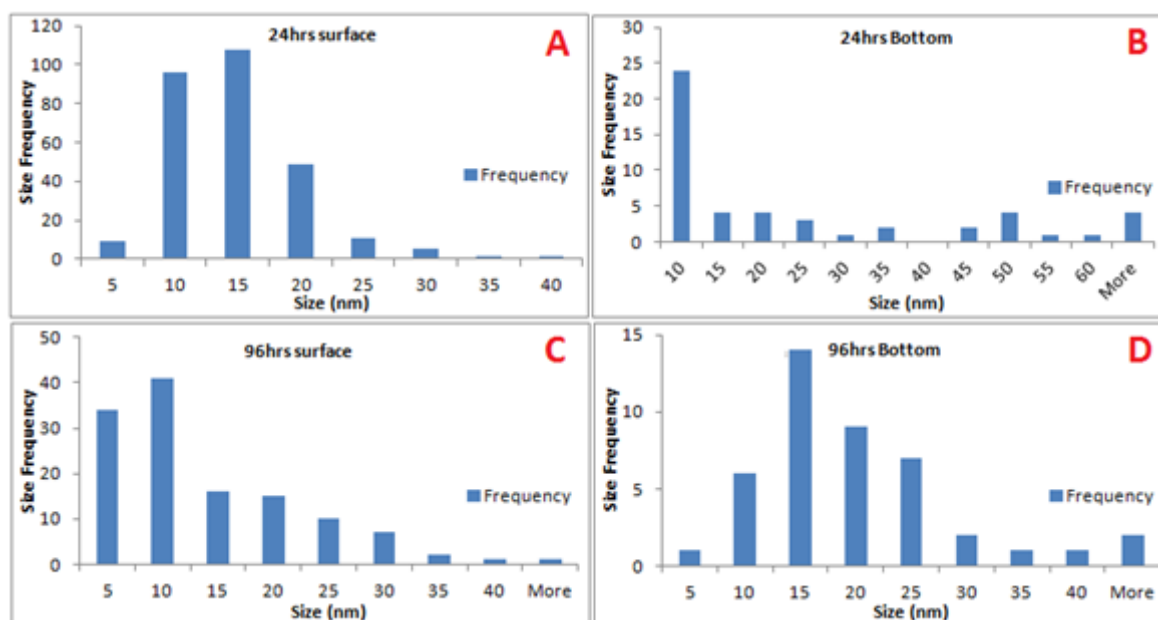 24hrs surface
A
120
100
80
60
40
20
0
Size Frequency
Frequency
5 10 15 20 25 30 35 40
Size (nm)
24hrs Bottom
B
30
25
20
15
10
5
0
Size Frequency
Frequency
10 15 20 25 30 35 40 45 50 55 60 More
Size (nm)
96hrs surface
C
50
40
30
20
10
0
Size Frequency
Frequency
5 10 15 20 25 30 35 40 More
Size (nm)
96hrs Bottom
D
15
10
5
0
Size Frequency
Frequency
5 10 15 20 25 30 35 40 More
Size (nm)